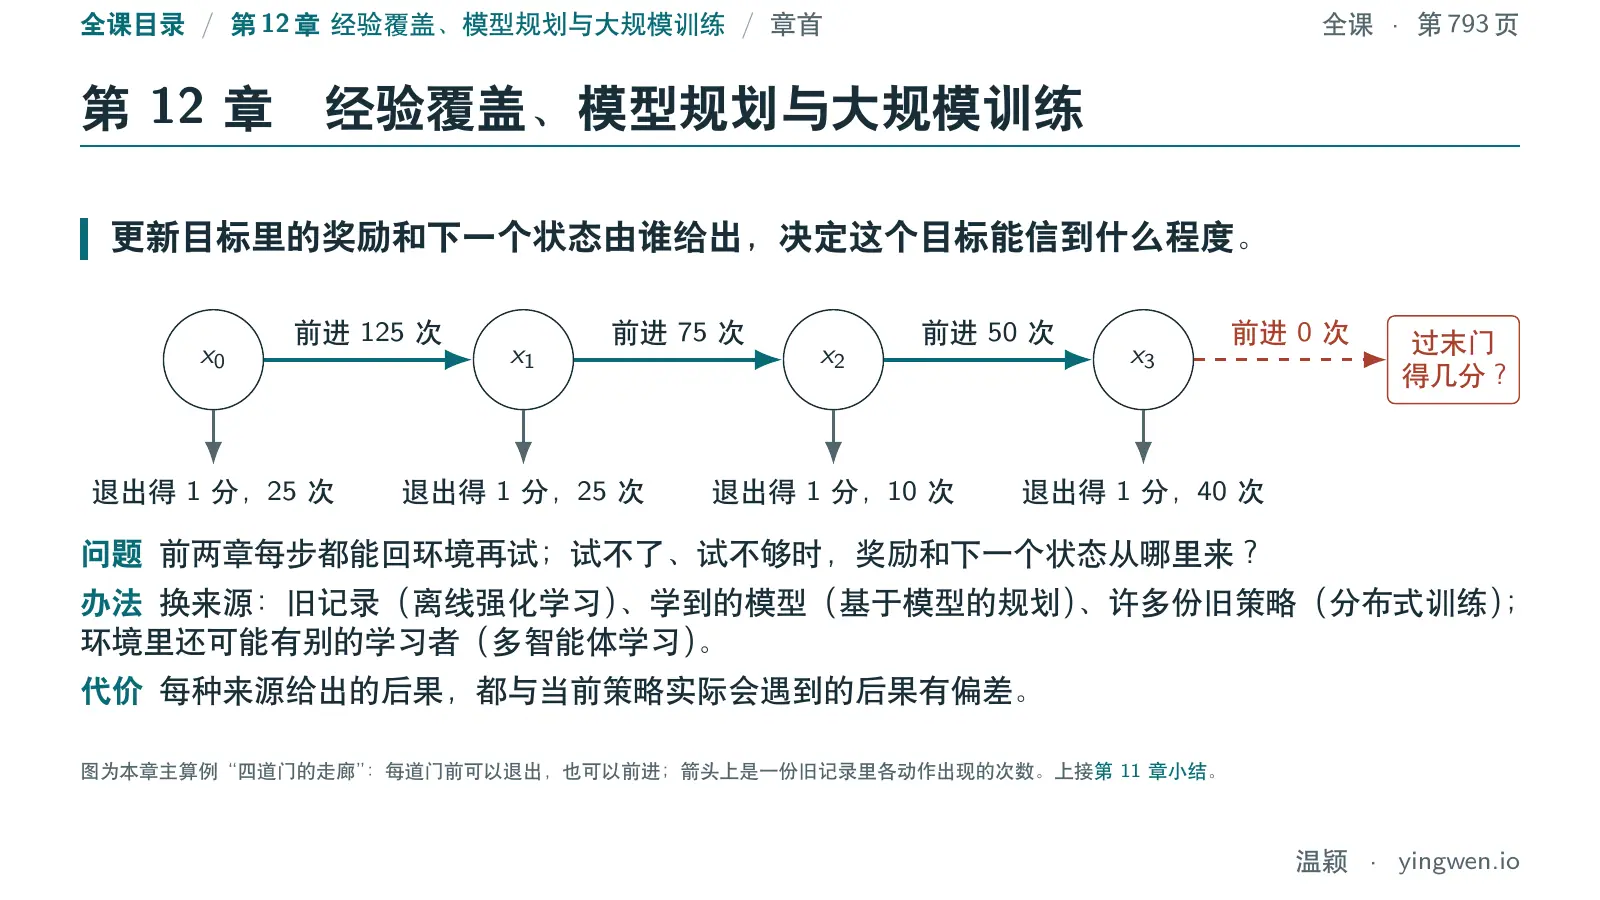 全课目录 / 第 12 章 经验覆盖、模型规划与大规模训练 / 章首
全课 · 第 793 页
第 12 章 经验覆盖、模型规划与大规模训练
更新目标里的奖励和下一个状态由谁给出，决定这个目标能信到什么程度。
x0 前进 125 次 x1 前进 75 次 x2 前进 50 次 x3 前进 0 次 过末门
得几分？
退出得 1 分，25 次 退出得 1 分，25 次 退出得 1 分，10 次 退出得 1 分，40 次
问题 前两章每步都能回环境再试；试不了、试不够时，奖励和下一个状态从哪里来？
办法 换来源：旧记录（离线强化学习）、学到的模型（基于模型的规划）、许多份旧策略（分布式训练）；
环境里还可能有别的学习者（多智能体学习）。
代价 每种来源给出的后果，都与当前策略实际会遇到的后果有偏差。
图为本章主算例“四道门的走廊”：每道门前可以退出，也可以前进；箭头上是一份旧记录里各动作出现的次数。上接第 11 章小结。
温颖 · yingwen.io